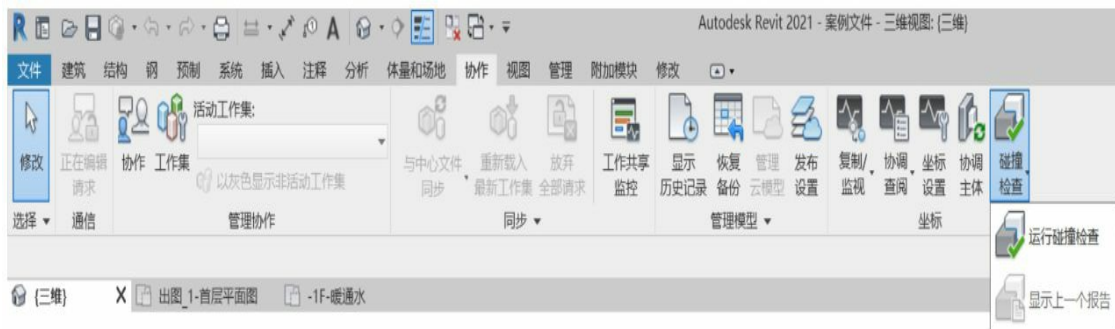 Autodesk Revit 2021 - 案例文件 - 三维视图: {三维}
文件 建筑 结构 钢 预制 系统 插入 注释 分析 体量和场地 协作 视图 管理 附加模块 修改
活动工作集:
修改 正在编辑 协作 工作集 与中心文件 重新载入 放弃 工作共享 显示 恢复 管理 发布 复制/ 协调 坐标 协调 碰撞
请求 以灰色显示非活动工作集 同步 最新工作集 全部请求 监控 历史记录 备份 云模型 设置 监视 查阅 设置 主体 检查
选择 通信 管理协作 同步 管理模型 坐标
运行碰撞检查
{三维} X 出图_1-首层平面图 -1F-暖通水
显示上一个报告